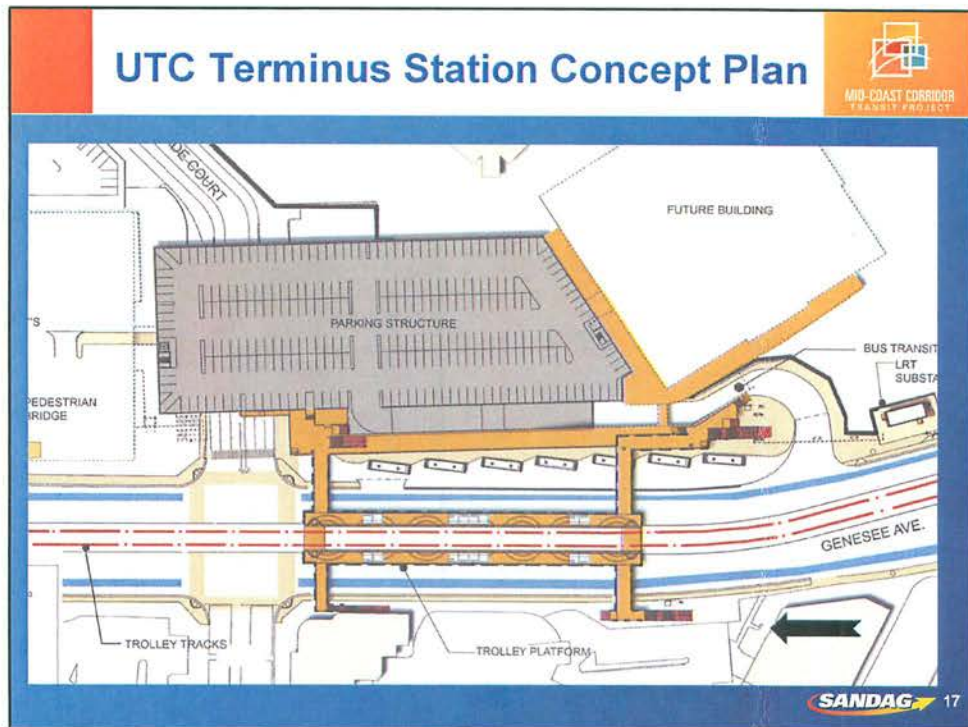 UTC Terminus Station Concept Plan
MID-COAST CORRIDOR
TRANSIT PROJECT
DE-COURT
FUTURE BUILDING
PARKING STRUCTURE
'S
PEDESTRIAN
BRIDGE
BUS TRANSIT
LRT
SUBSTA
GENESEE AVE.
TROLLEY TRACKS
TROLLEY PLATFORM
SANDAG 17